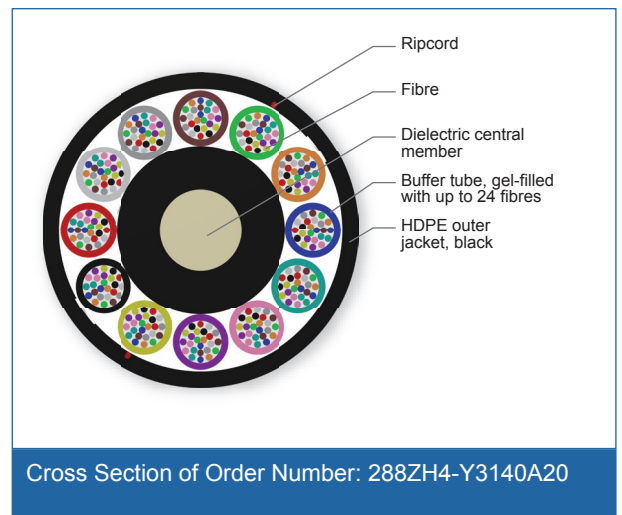 Ripcord
Fibre
Dielectric central
member
Buffer tube, gel-filled
with up to 24 fibres
HDPE outer
jacket, black
Cross Section of Order Number: 288ZH4-Y3140A20